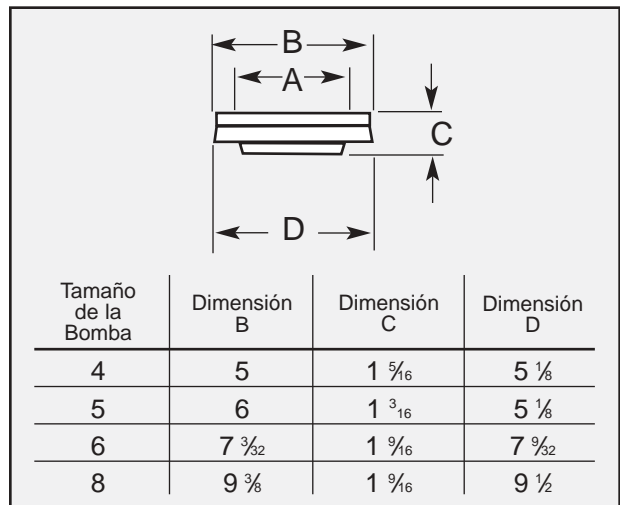 B
A
C
D
Tamaño de la Bomba | Dimensión B | Dimensión C | Dimensión D
4 | 5 | 1 5⁄16 | 5 1⁄8
5 | 6 | 1 3 16 | 5 1⁄8
6 | 7 3⁄32 | 1 9⁄16 | 7 9⁄32
8 | 9 3⁄8 | 1 9⁄16 | 9 1⁄2